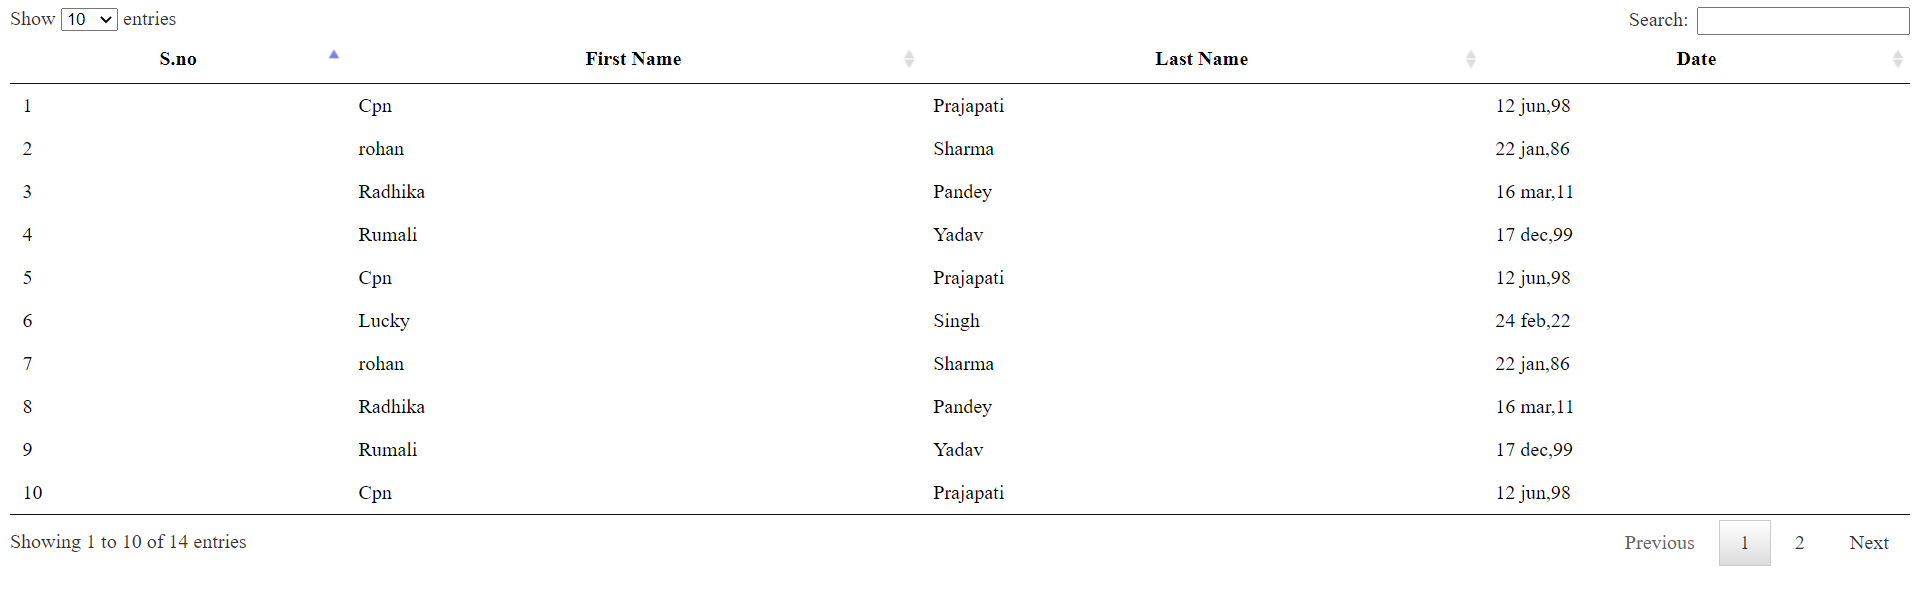 Show 10 entries Search:
S.no First Name Last Name Date
1 Cpn Prajapati 12 jun,98
2 rohan Sharma 22 jan,86
3 Radhika Pandey 16 mar,11
4 Rumali Yadav 17 dec,99
5 Cpn Prajapati 12 jun,98
6 Lucky Singh 24 feb,22
7 rohan Sharma 22 jan,86
8 Radhika Pandey 16 mar,11
9 Rumali Yadav 17 dec,99
10 Cpn Prajapati 12 jun,98
Showing 1 to 10 of 14 entries Previous 1 2 Next